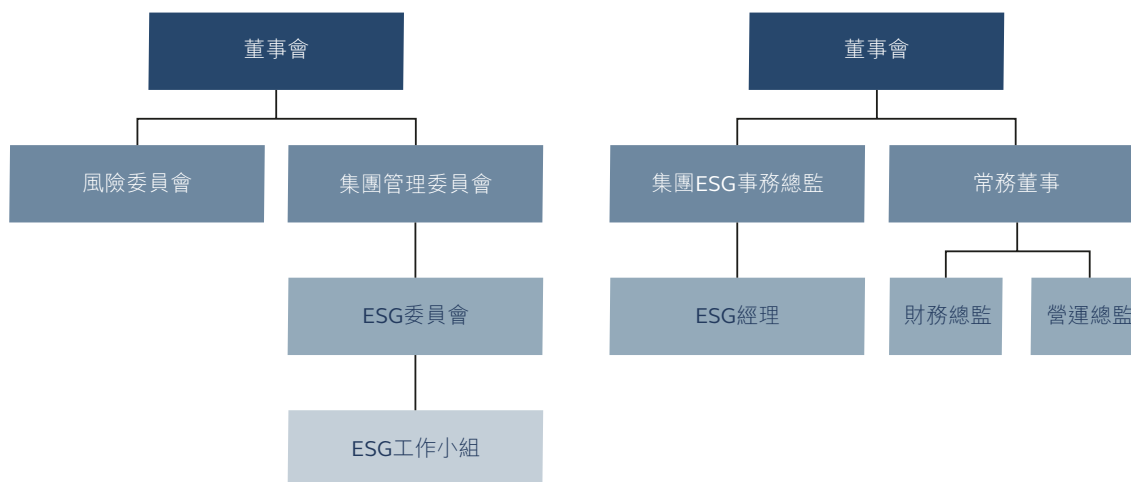 董事會
風險委員會
集團管理委員會
ESG委員會
ESG工作小組
董事會
集團ESG事務總監
常務董事
ESG經理
財務總監
營運總監